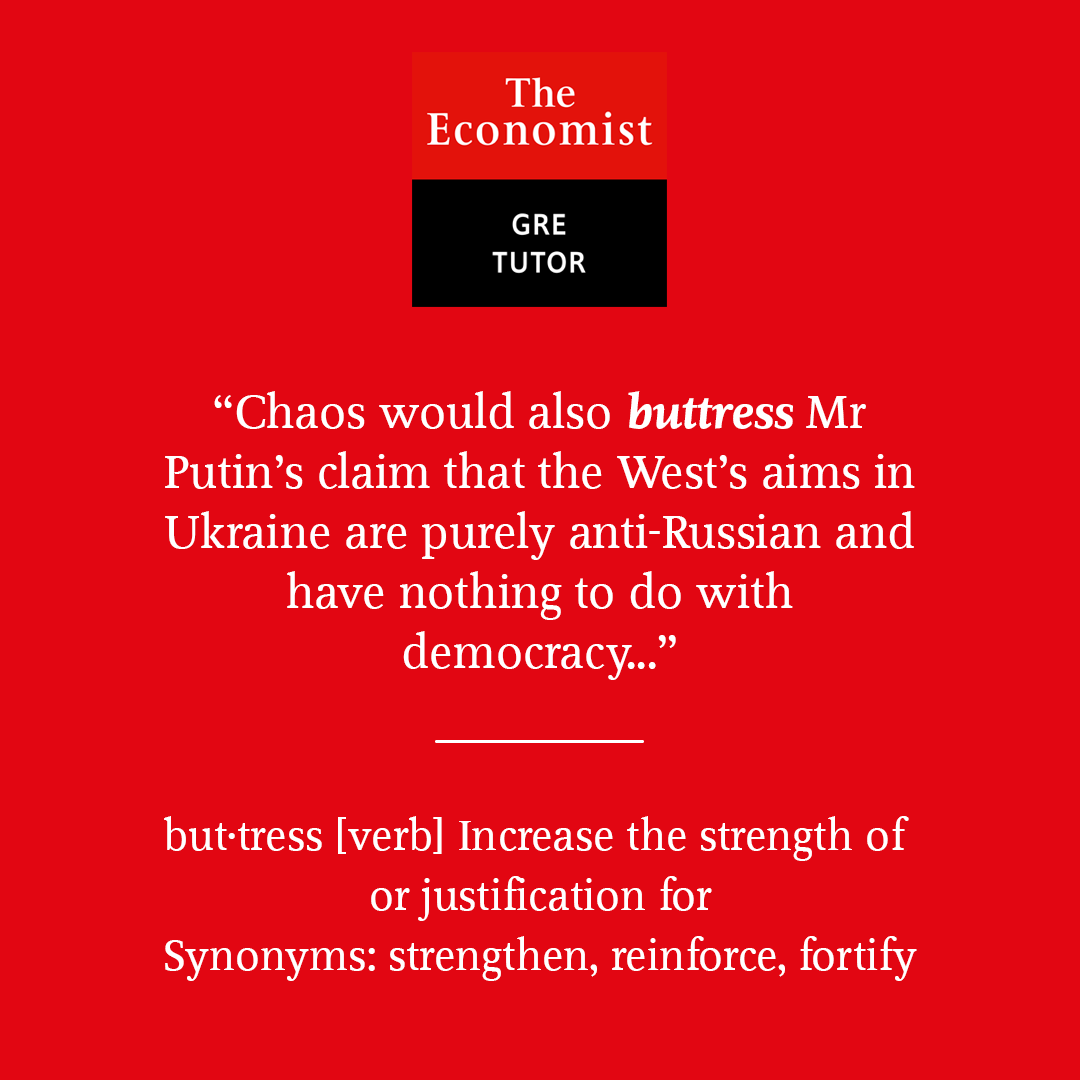 The
Economist
GRE
TUTOR
“Chaos would also buttress Mr
Putin’s claim that the West’s aims in
Ukraine are purely anti-Russian and
have nothing to do with
democracy...”
but·tress [verb] Increase the strength of
or justification for
Synonyms: strengthen, reinforce, fortify